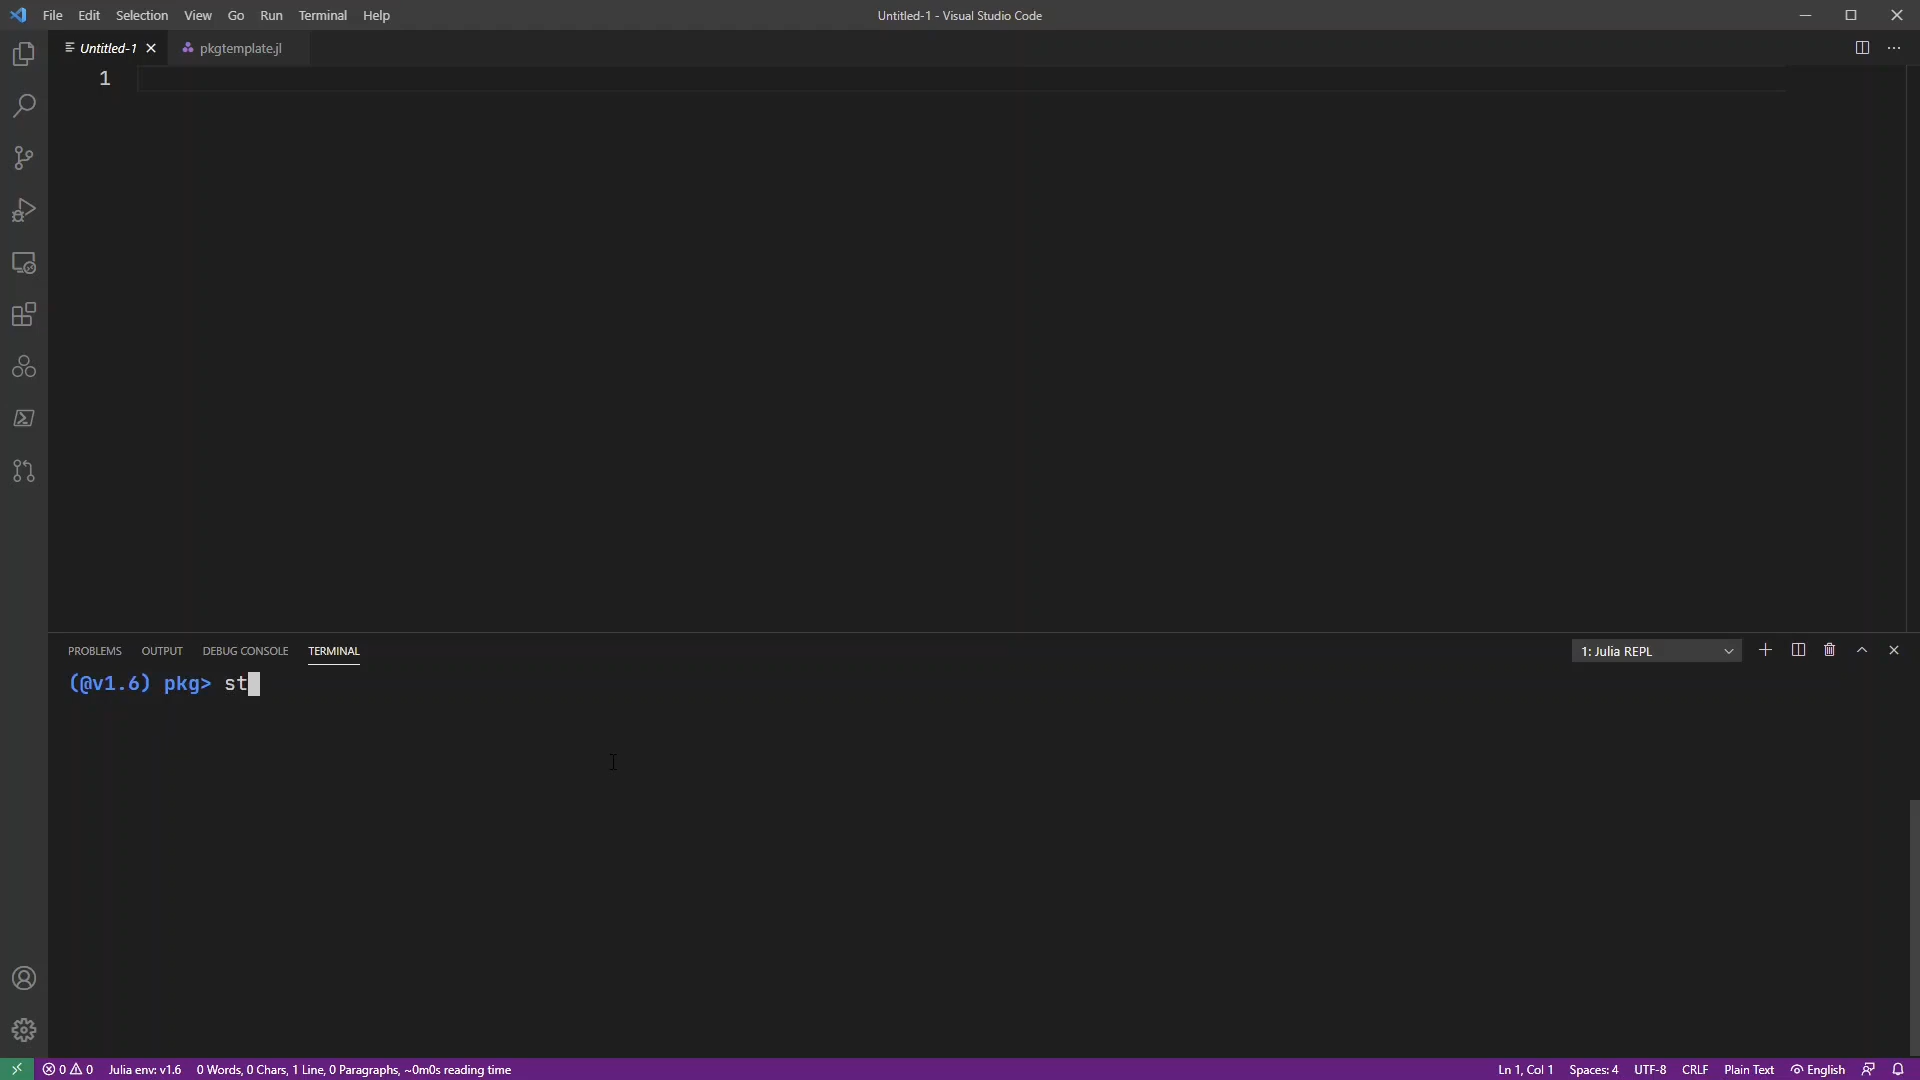 File Edit Selection View Go Run Terminal Help
Untitled-1 - Visual Studio Code
Untitled-1
pkgtemplate.jl
1
PROBLEMS OUTPUT DEBUG CONSOLE TERMINAL
1: Julia REPL
(@v1.6) pkg> st
0 0 Julia env: v1.6 0 Words, 0 Chars, 1 Line, 0 Paragraphs, ~0m0s reading time
Ln 1, Col 1 Spaces: 4 UTF-8 CRLF Plain Text English